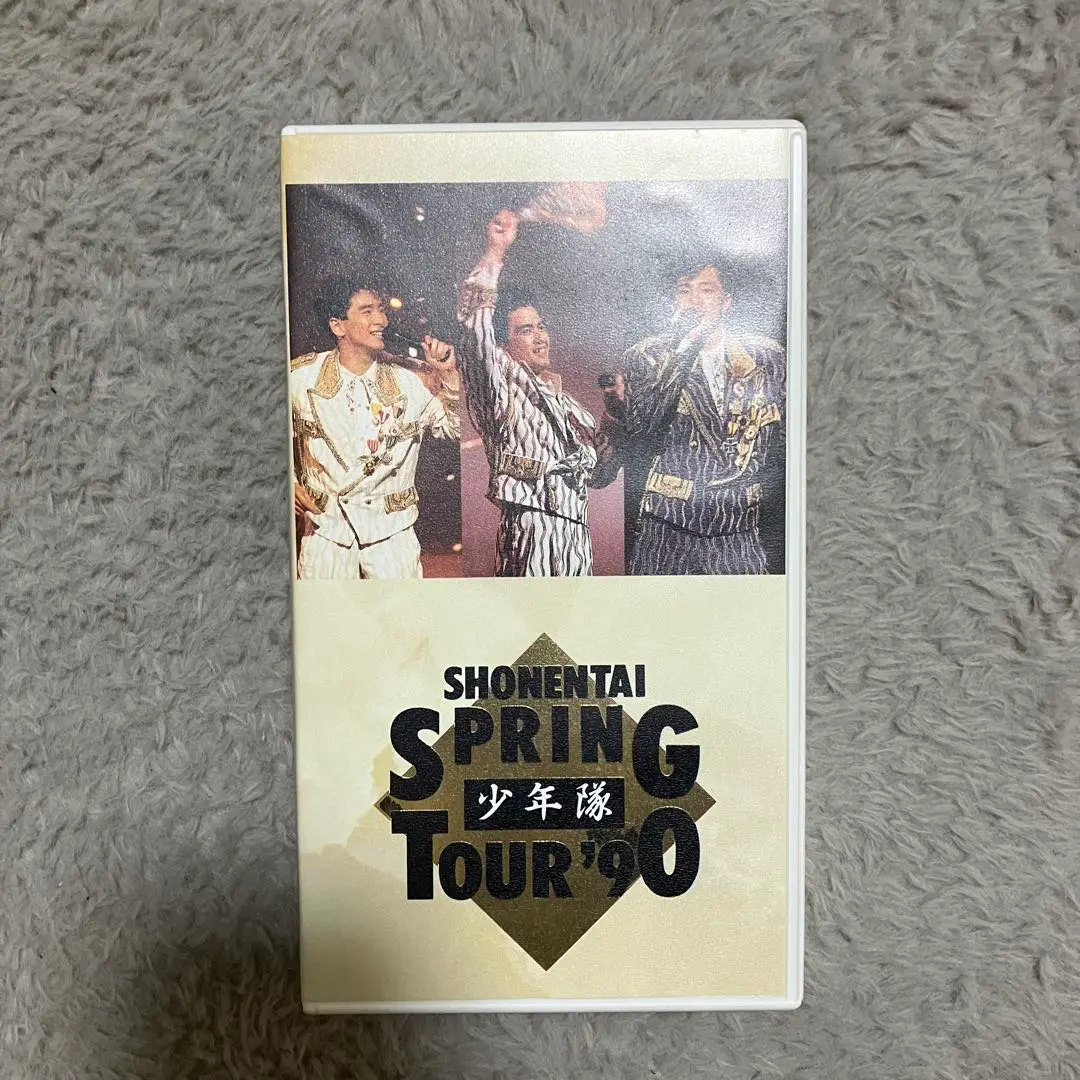 SHONENTAI
SPRING
少年隊
TOUR '90